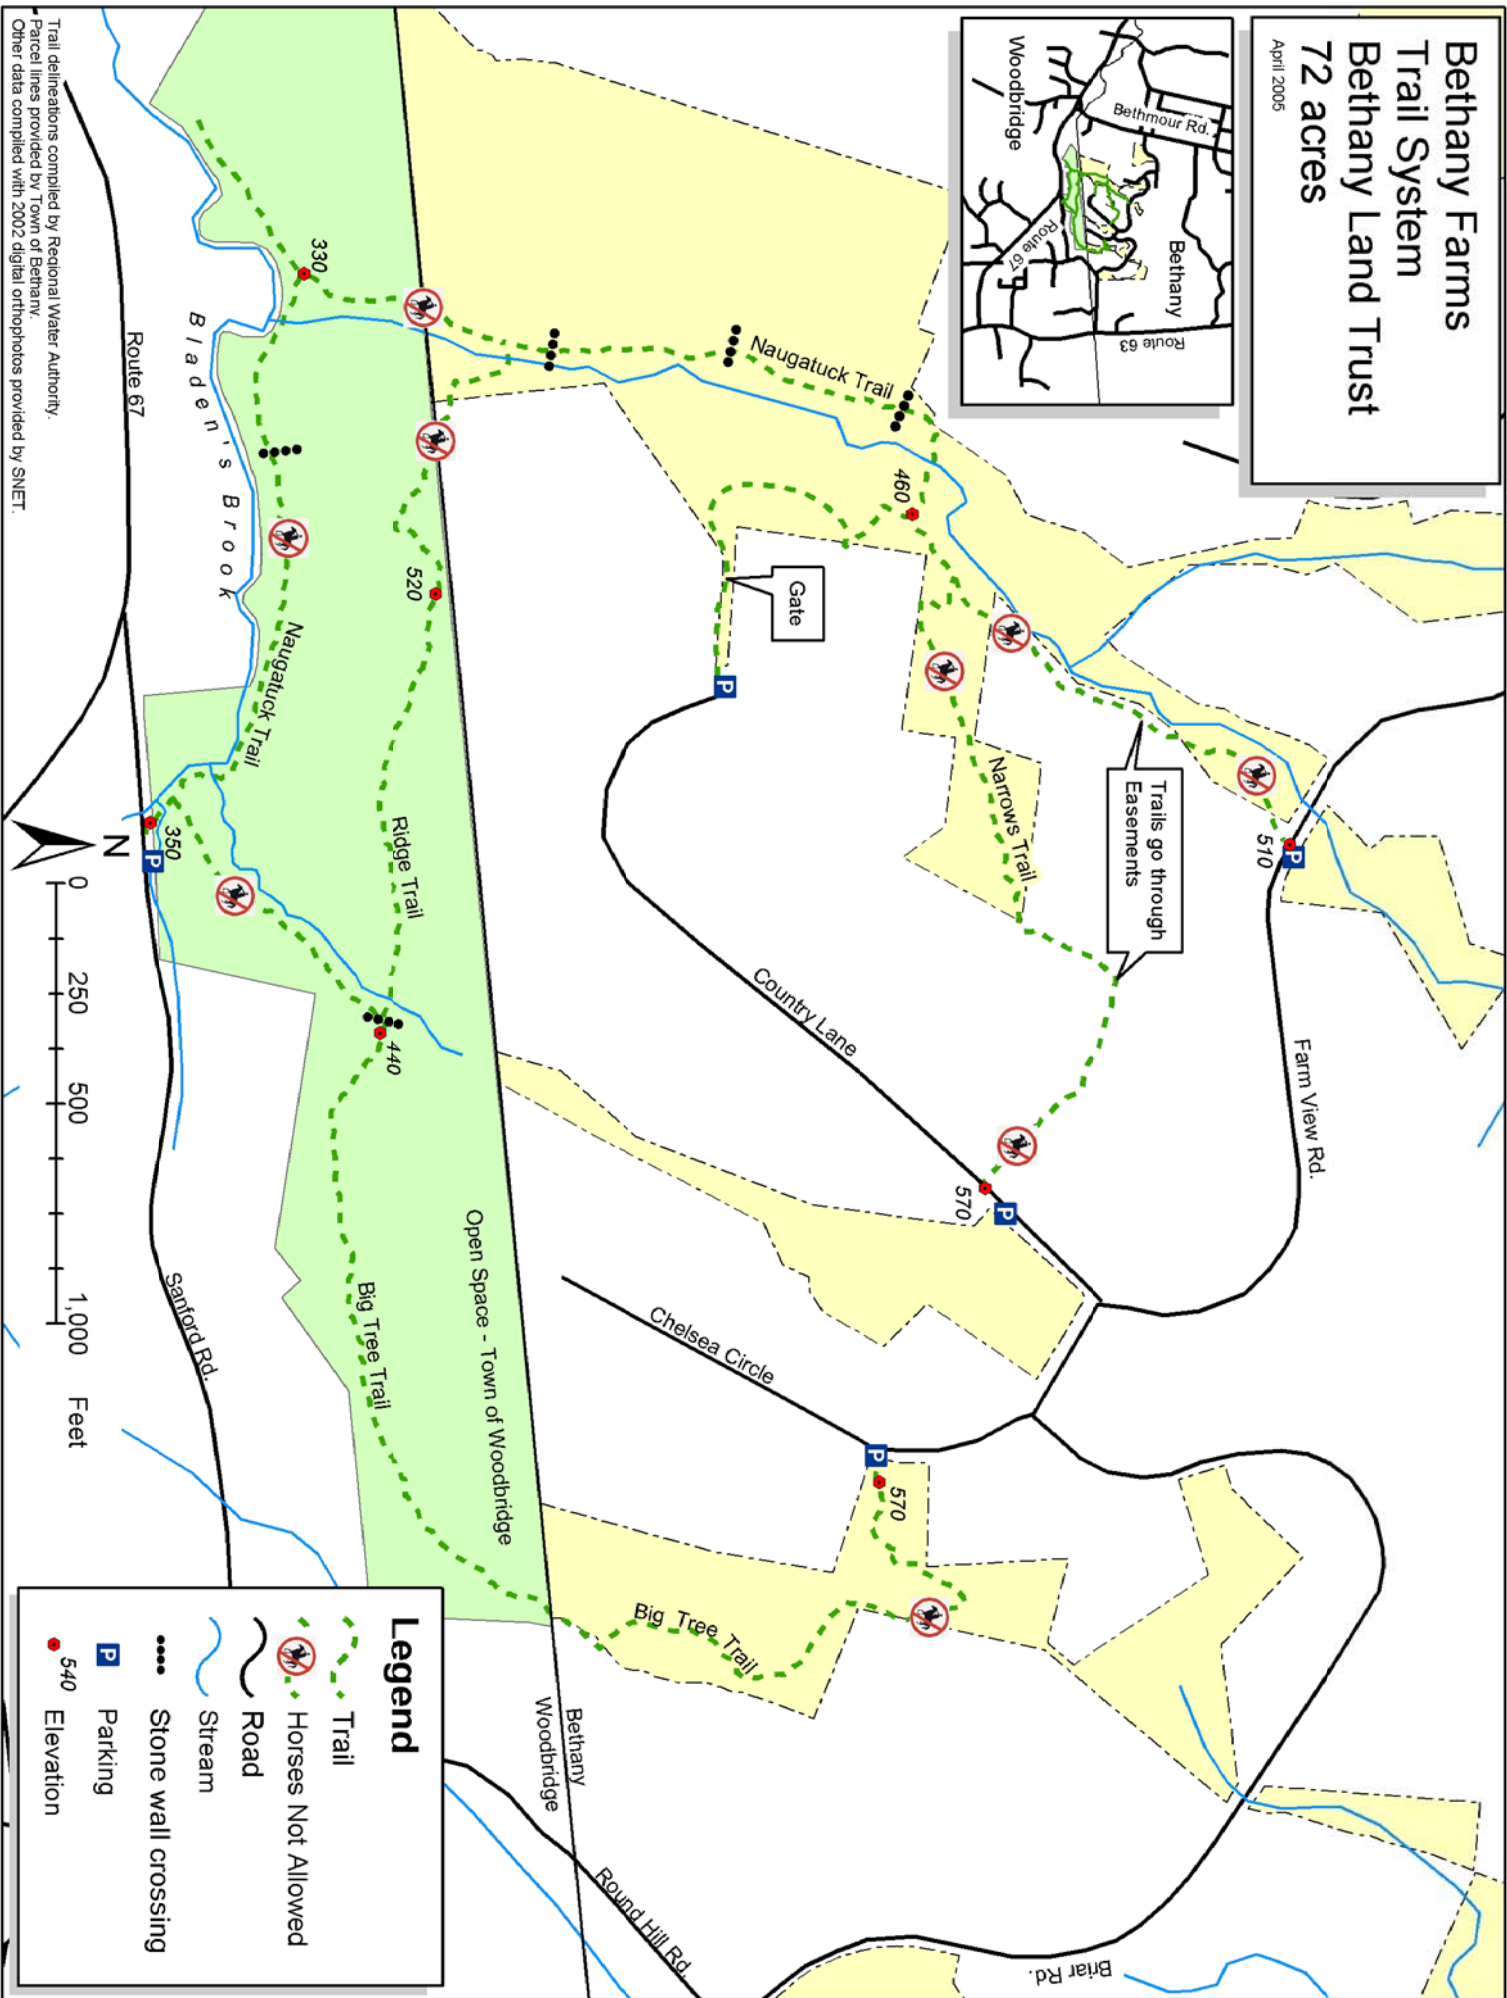 Bethany Farms
Trail System
Bethany Land Trust
72 acres
April 2005
Woodbridge
Bethmour Rd.
Bethany
Route 67
Route 63
Naugatuck Trail
460
330
520
Gate
Trails go through
Easements
510
Narrows Trail
Farm View Rd.
Country Lane
570
Chelsea Circle
570
Route 67
Bladen's Brook
Naugatuck Trail
Ridge Trail
350
440
Open Space - Town of Woodbridge
Big Tree Trail
Big Tree Trail
Sanford Rd.
Bethany
Woodbridge
Round Hill Rd.
Briar Rd.
N
0 250 500 1,000
Feet
P
P
P
P
P
Legend
Trail
Horses Not Allowed
Road
Stream
Stone wall crossing
P Parking
540 Elevation
Trail delineations compiled by Regional Water Authority.
Parcel lines provided by Town of Bethany.
Other data compiled with 2002 digital orthophotos provided by SNET.